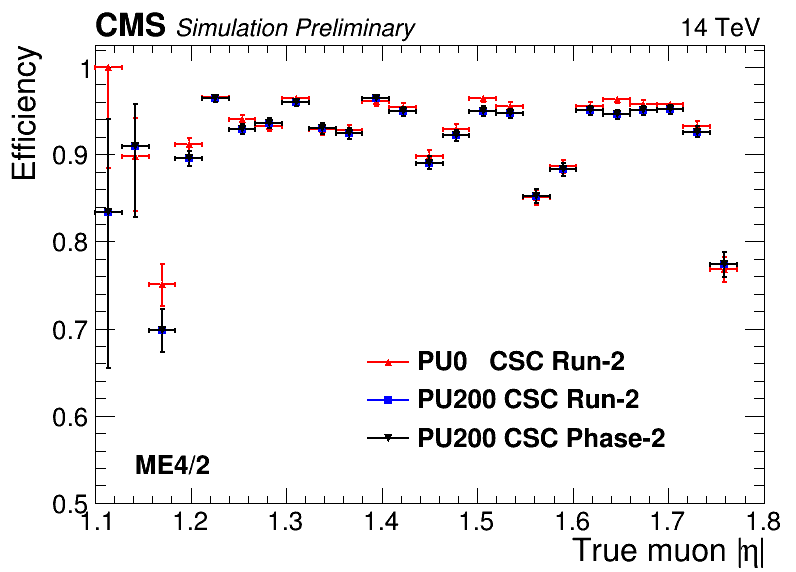 CMS Simulation Preliminary 14 TeV
Efficiency
1
0.9
0.8
0.7
0.6
0.5
PU0 CSC Run-2
PU200 CSC Run-2
PU200 CSC Phase-2
ME4/2
1.1 1.2 1.3 1.4 1.5 1.6 1.7 1.8
True muon |η|